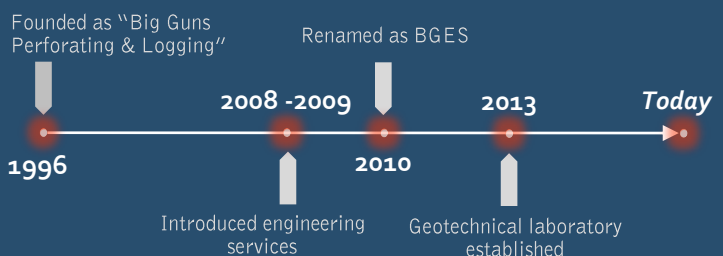 Founded as “Big Guns
Perforating & Logging”
Renamed as BGES
2008 -2009
2013
Today
1996
2010
Introduced engineering
services
Geotechnical laboratory
established